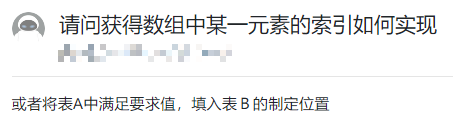 请问获得数组中某一元素的索引如何实现
或者将表A中满足要求值，填入表B的制定位置